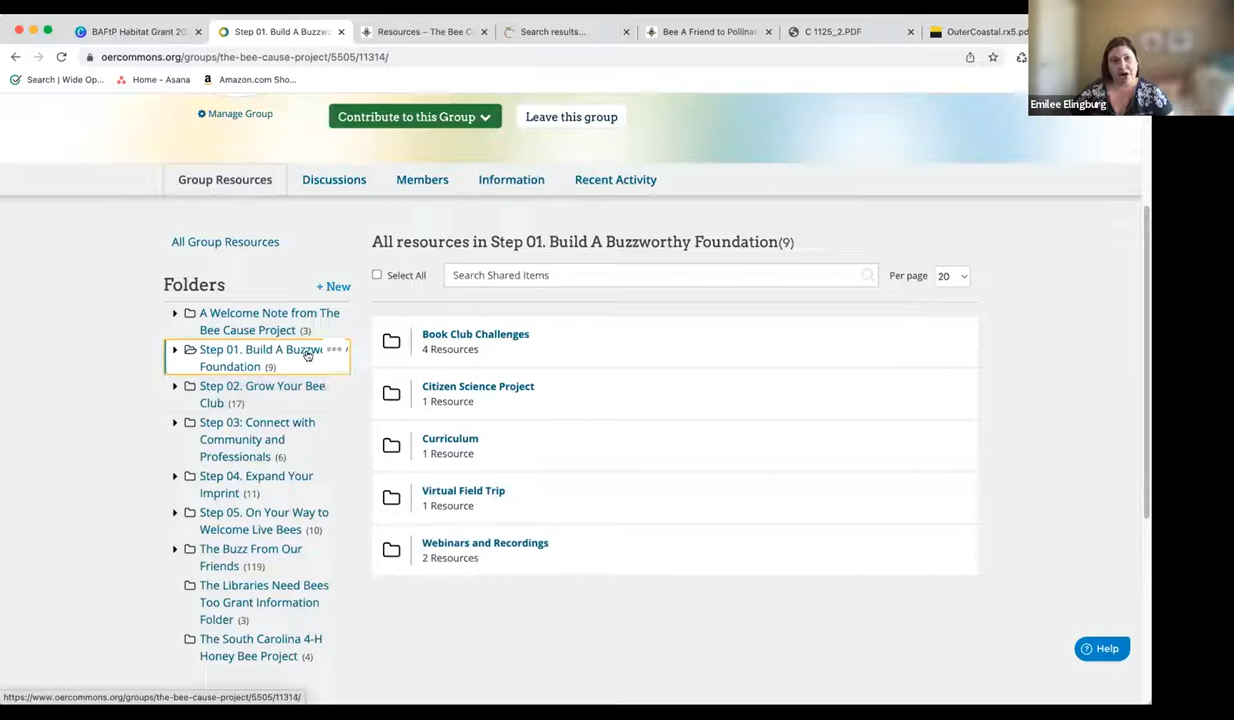 BAFtP Habitat Grant 20
Step 01. Build A Buzzw
Resources – The Bee C
Search results...
Bee A Friend to Pollina
C 1125_2.PDF
OuterCoastal.rx5.pd
oercommons.org/groups/the-bee-cause-project/5505/11314/
Search | Wide Op...
Home - Asana
Amazon.com Sho...
Emilee Elingburg
Manage Group
Contribute to this Group
Leave this group
Group Resources
Discussions
Members
Information
Recent Activity
All Group Resources
Folders
+ New
A Welcome Note from The
Bee Cause Project (3)
Step 01. Build A Buzzwo
Foundation (9)
Step 02. Grow Your Bee
Club (17)
Step 03: Connect with
Community and
Professionals (6)
Step 04. Expand Your
Imprint (11)
Step 05. On Your Way to
Welcome Live Bees (10)
The Buzz From Our
Friends (119)
The Libraries Need Bees
Too Grant Information
Folder (3)
The South Carolina 4-H
Honey Bee Project (4)
All resources in Step 01. Build A Buzzworthy Foundation(9)
Select All
Search Shared Items
Per page
20
Book Club Challenges
4 Resources
Citizen Science Project
1 Resource
Curriculum
1 Resource
Virtual Field Trip
1 Resource
Webinars and Recordings
2 Resources
Help
https://www.oercommons.org/groups/the-bee-cause-project/5505/11314/